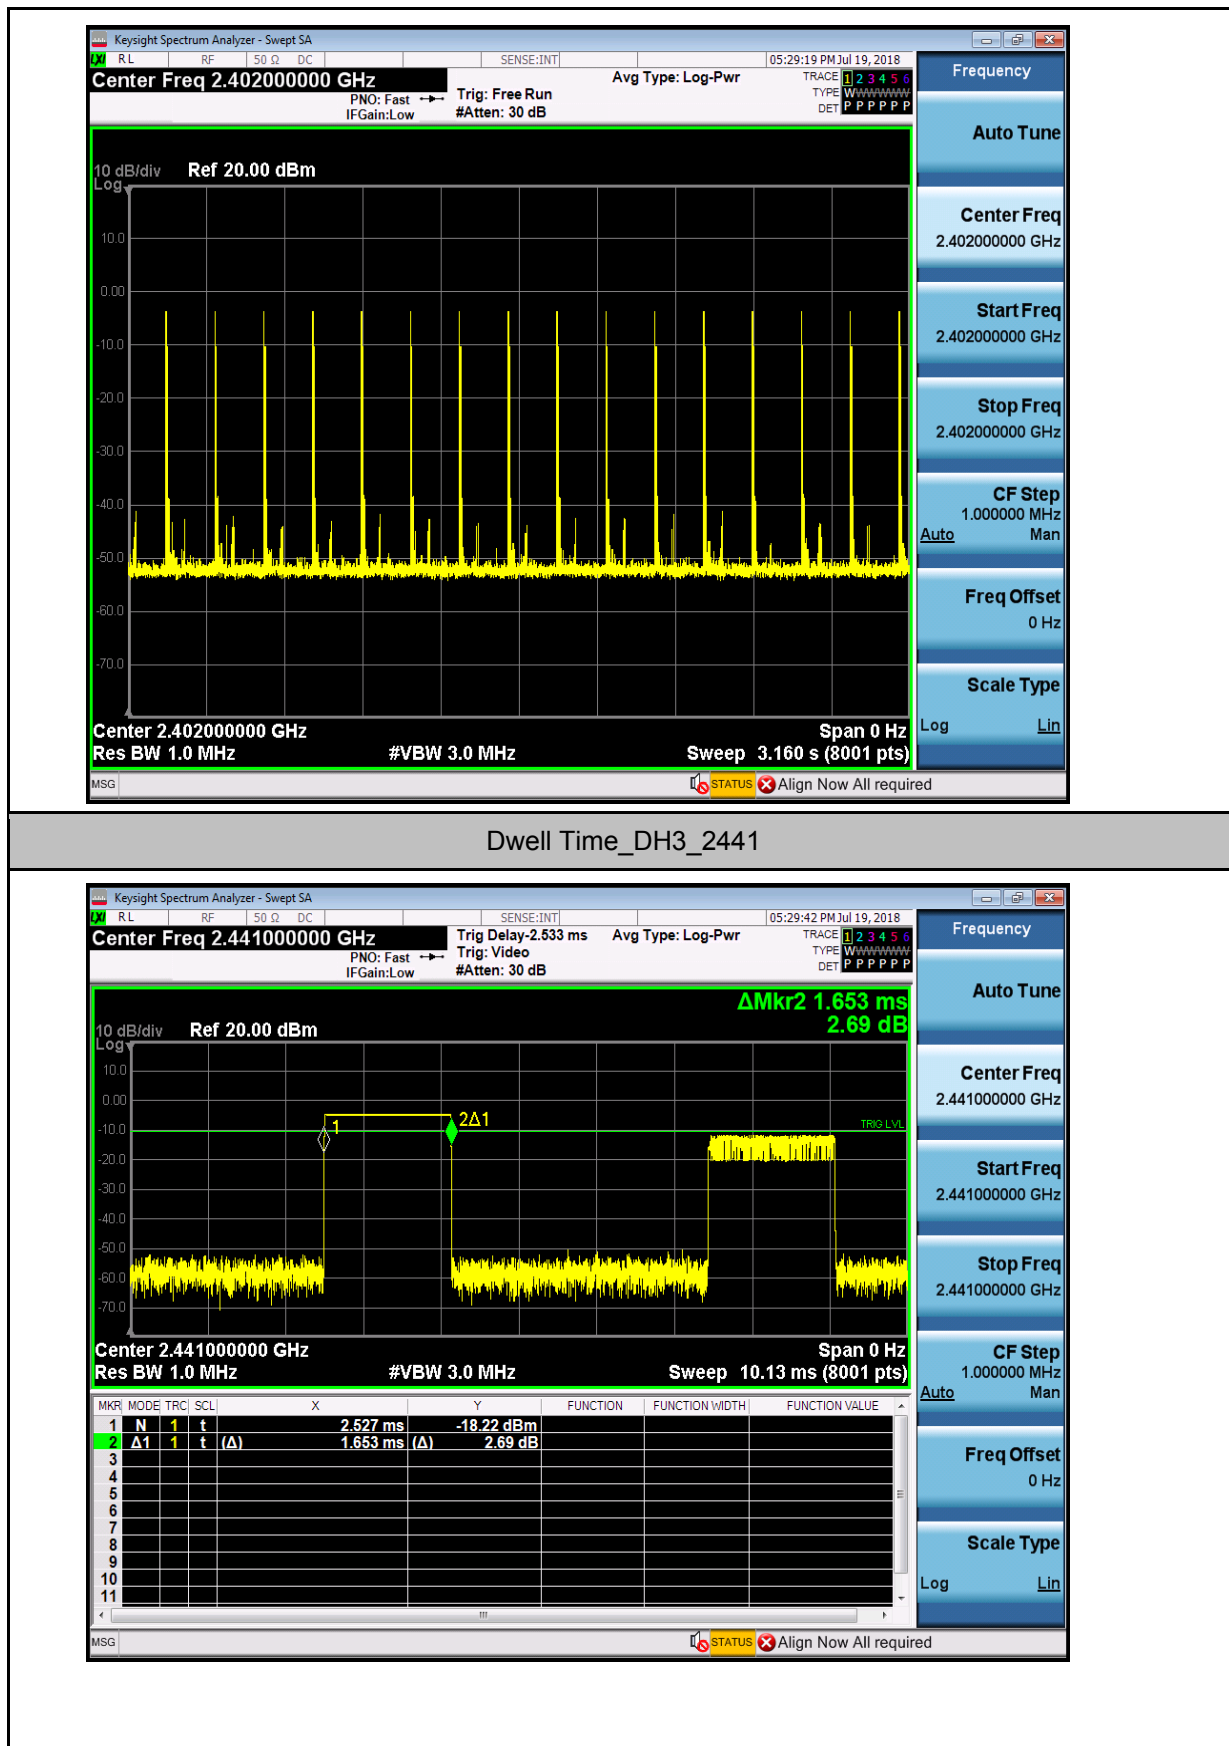 Keysight Spectrum Analyzer - Swept SA
LXI RL RF 50 Ω DC SENSE:INT 05:29:19 PM Jul 19, 2018
Center Freq 2.402000000 GHz
PNO: Fast
IFGain:Low
Trig: Free Run
#Atten: 30 dB
Avg Type: Log-Pwr
TRACE 1 2 3 4 5 6
TYPE WWWWWW
DET P P P P P P
10 dB/div
Log
Ref 20.00 dBm
10.0
0.00
-10.0
-20.0
-30.0
-40.0
-50.0
-60.0
-70.0
Center 2.402000000 GHz
Span 0 Hz
Res BW 1.0 MHz
#VBW 3.0 MHz
Sweep 3.160 s (8001 pts)
MSG
STATUS Align Now All required
Frequency
Auto Tune
Center Freq
2.402000000 GHz
Start Freq
2.402000000 GHz
Stop Freq
2.402000000 GHz
CF Step
1.000000 MHz
Auto Man
Freq Offset
0 Hz
Scale Type
Log Lin
Dwell Time_DH3_2441
Keysight Spectrum Analyzer - Swept SA
LXI RL RF 50 Ω DC SENSE:INT 05:29:42 PM Jul 19, 2018
Center Freq 2.441000000 GHz
PNO: Fast
IFGain:Low
Trig Delay-2.533 ms
Trig: Video
#Atten: 30 dB
Avg Type: Log-Pwr
TRACE 1 2 3 4 5 6
TYPE WWWWWW
DET P P P P P P
ΔMkr2 1.653 ms
2.69 dB
10 dB/div
Log
Ref 20.00 dBm
10.0
0.00
-10.0
-20.0
-30.0
-40.0
-50.0
-60.0
-70.0
1
2Δ1
TRIG LVL
Center 2.441000000 GHz
Span 0 Hz
Res BW 1.0 MHz
#VBW 3.0 MHz
Sweep 10.13 ms (8001 pts)
MKR MODE TRC SCL X Y FUNCTION FUNCTION WIDTH FUNCTION VALUE
1 N 1 t 2.527 ms -18.22 dBm
2 Δ1 1 t (Δ) 1.653 ms (Δ) 2.69 dB
3
4
5
6
7
8
9
10
11
MSG
STATUS Align Now All required
Frequency
Auto Tune
Center Freq
2.441000000 GHz
Start Freq
2.441000000 GHz
Stop Freq
2.441000000 GHz
CF Step
1.000000 MHz
Auto Man
Freq Offset
0 Hz
Scale Type
Log Lin